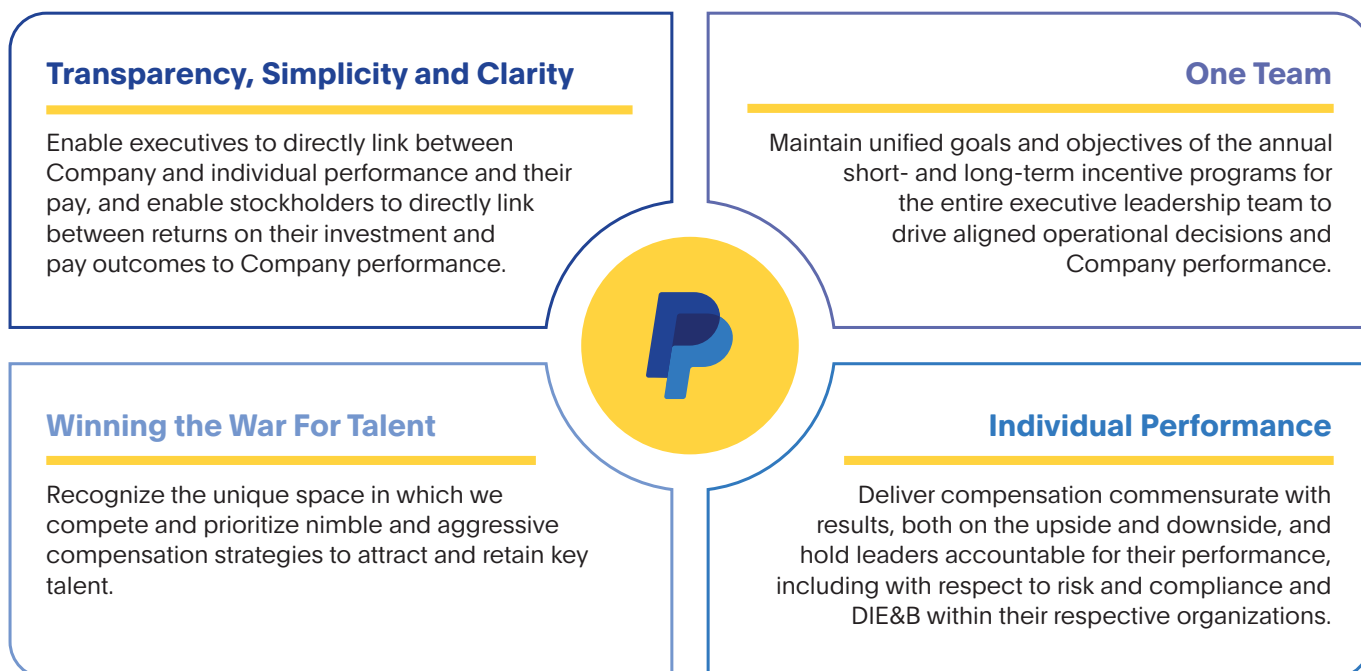 Transparency, Simplicity and Clarity
Enable executives to directly link between
Company and individual performance and their
pay, and enable stockholders to directly link
between returns on their investment and
pay outcomes to Company performance.
One Team
Maintain unified goals and objectives of the annual
short- and long-term incentive programs for
the entire executive leadership team to
drive aligned operational decisions and
Company performance.
Winning the War For Talent
Recognize the unique space in which we
compete and prioritize nimble and aggressive
compensation strategies to attract and retain key
talent.
Individual Performance
Deliver compensation commensurate with
results, both on the upside and downside, and
hold leaders accountable for their performance,
including with respect to risk and compliance and
DIE&B within their respective organizations.